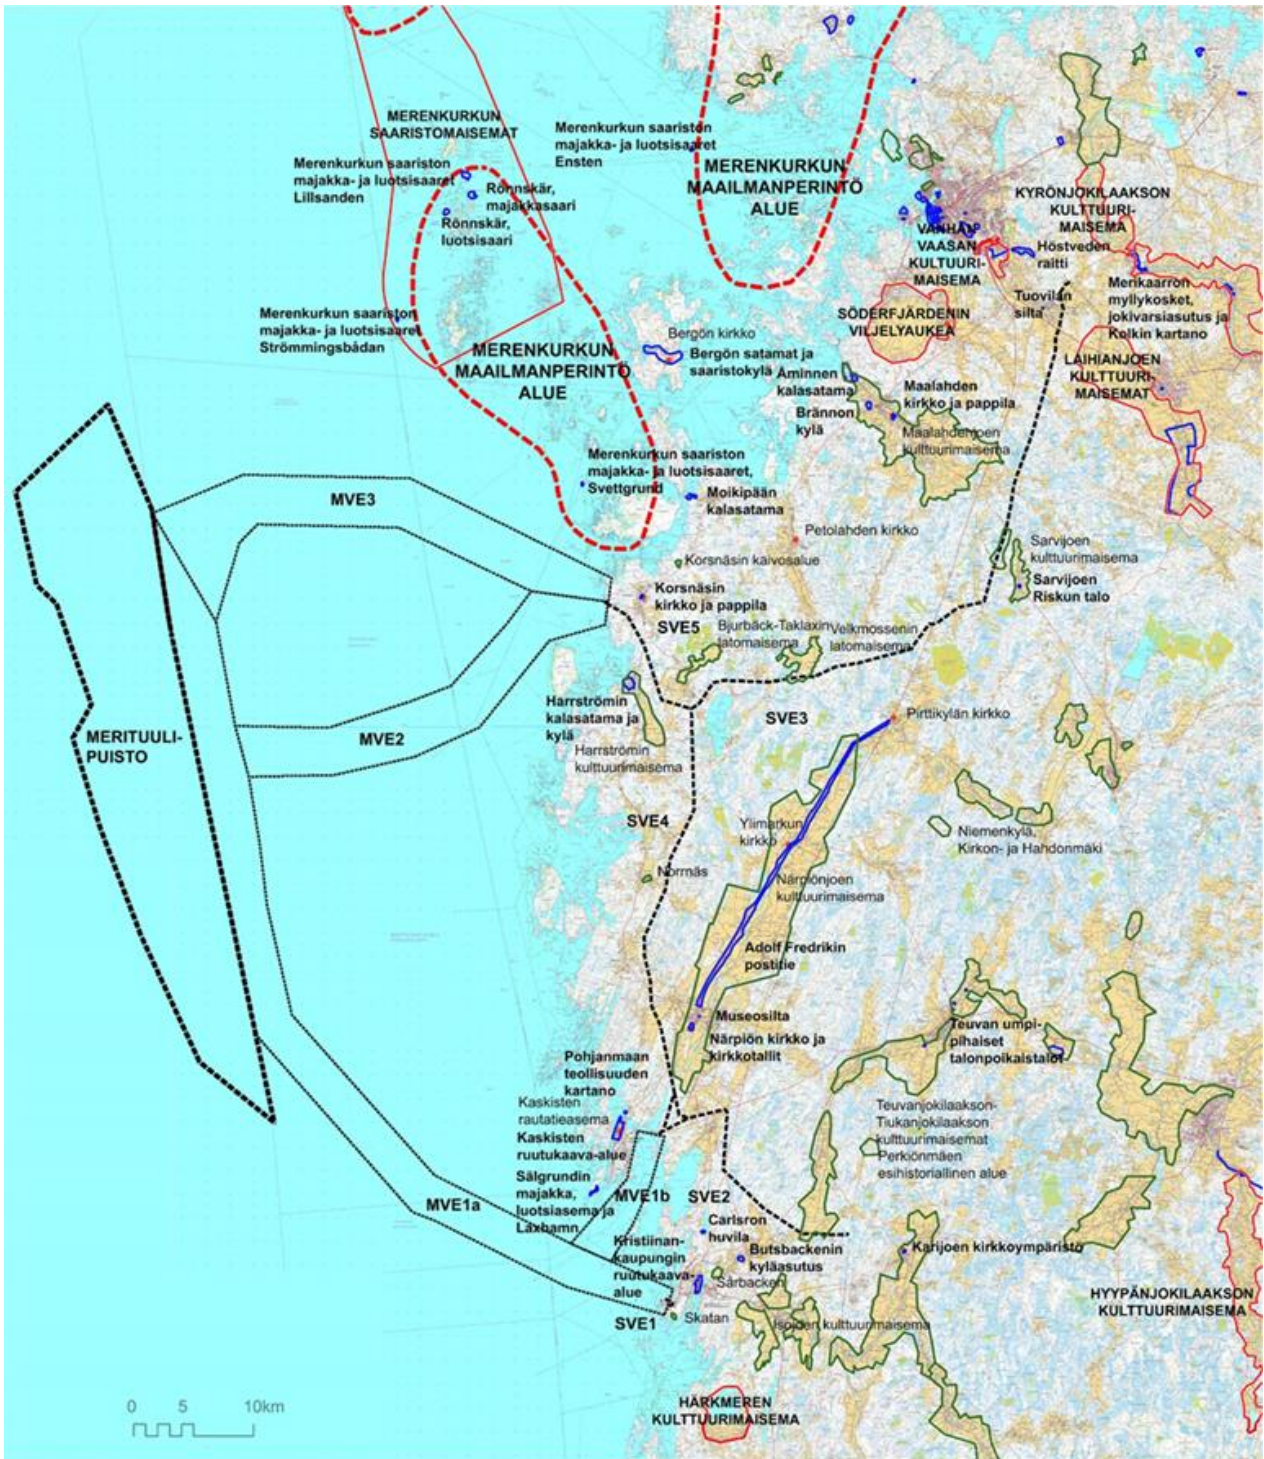 MERENKURKUN
SAARISTOMAISEMAT
Merenkurkun saariston
majakka- ja luotsisaaret
Ensten
Merenkurkun saariston
majakka- ja luotsisaaret
Lillsanden
Rönnskär,
majakkasaari
Rönnskär,
luotsisaari
MERENKURKUN
MAAILMANPERINTÖ
ALUE
KYRÖNJOKILAAKSON
KULTTUURI-
MAISEMA
VANHAN
VAASAN
KULTUURI-
MAISEMA
Höstveden
raitti
Tuovilan
silta
Merikaarron
myllykosket,
jokivarsiasutus ja
Kolkin kartano
Merenkurkun saariston
majakka- ja luotsisaaret
Strömmingsbådan
SÖDERFJÄRDENIN
VILJELYAUKEA
MERENKURKUN
MAAILMANPERINTÖ
ALUE
Bergön kirkko
Bergön satamat ja
saaristokylä
LAIHIANJOEN
KULTTUURI-
MAISEMAT
Åminnen
kalasatama
Brännon
kylä
Maalahden
kirkko ja pappila
Maalahdenjoen
kulttuurimaisema
Merenkurkun saariston
majakka- ja luotsisaaret,
Svettgrund
Moikipään
kalasatama
MVE3
Petolahden kirkko
Korsnäsin kaivosalue
Sarvijoen
kulttuurimaisema
Sarvijoen
Riskun talo
Korsnäsin
kirkko ja pappila
SVE5
Bjurbäck-Taklaxin
latomaisema
Velkmossenin
latomaisema
Harrströmin
kalasatama ja
kylä
Harrströmin
kulttuurimaisema
SVE3
Pirttikylän kirkko
MERITUULI-
PUISTO
MVE2
SVE4
Ylimarkun
kirkko
Niemenkylä,
Kirkon- ja Hahdonmäki
Norrnäs
Närpiönjoen
kulttuurimaisema
Adolf Fredrikin
postitie
Museosilta
Närpiön kirkko ja
kirkkotallit
Teuvan umpi-
pihaiset
talonpoikaistalot
Pohjanmaan
teollisuuden
kartano
Kaskisten
rautatieasema
Kaskisten
ruutukaava-alue
Teuvanjokilaakson-
Tiukanjokilaakson
kulttuurimaisemat
Perkiönmäen
esihistoriallinen alue
Sälgrundin
majakka,
luotsiasema ja
Laxhamn
MVE1a
MVE1b
SVE2
Carlsron
huvila
Kristiinan-
kaupungin
ruutukaava-
alue
Butsbackenin
kyläasutus
Karijoen kirkkoympäristö
Sårbacken
SVE1
Skatan
Isojoen kulttuurimaisema
HYYPÄNJOKILAAKSON
KULTTUURIMAISEMA
HÄRKMEREN
KULTTUURIMAISEMA
0 5 10km